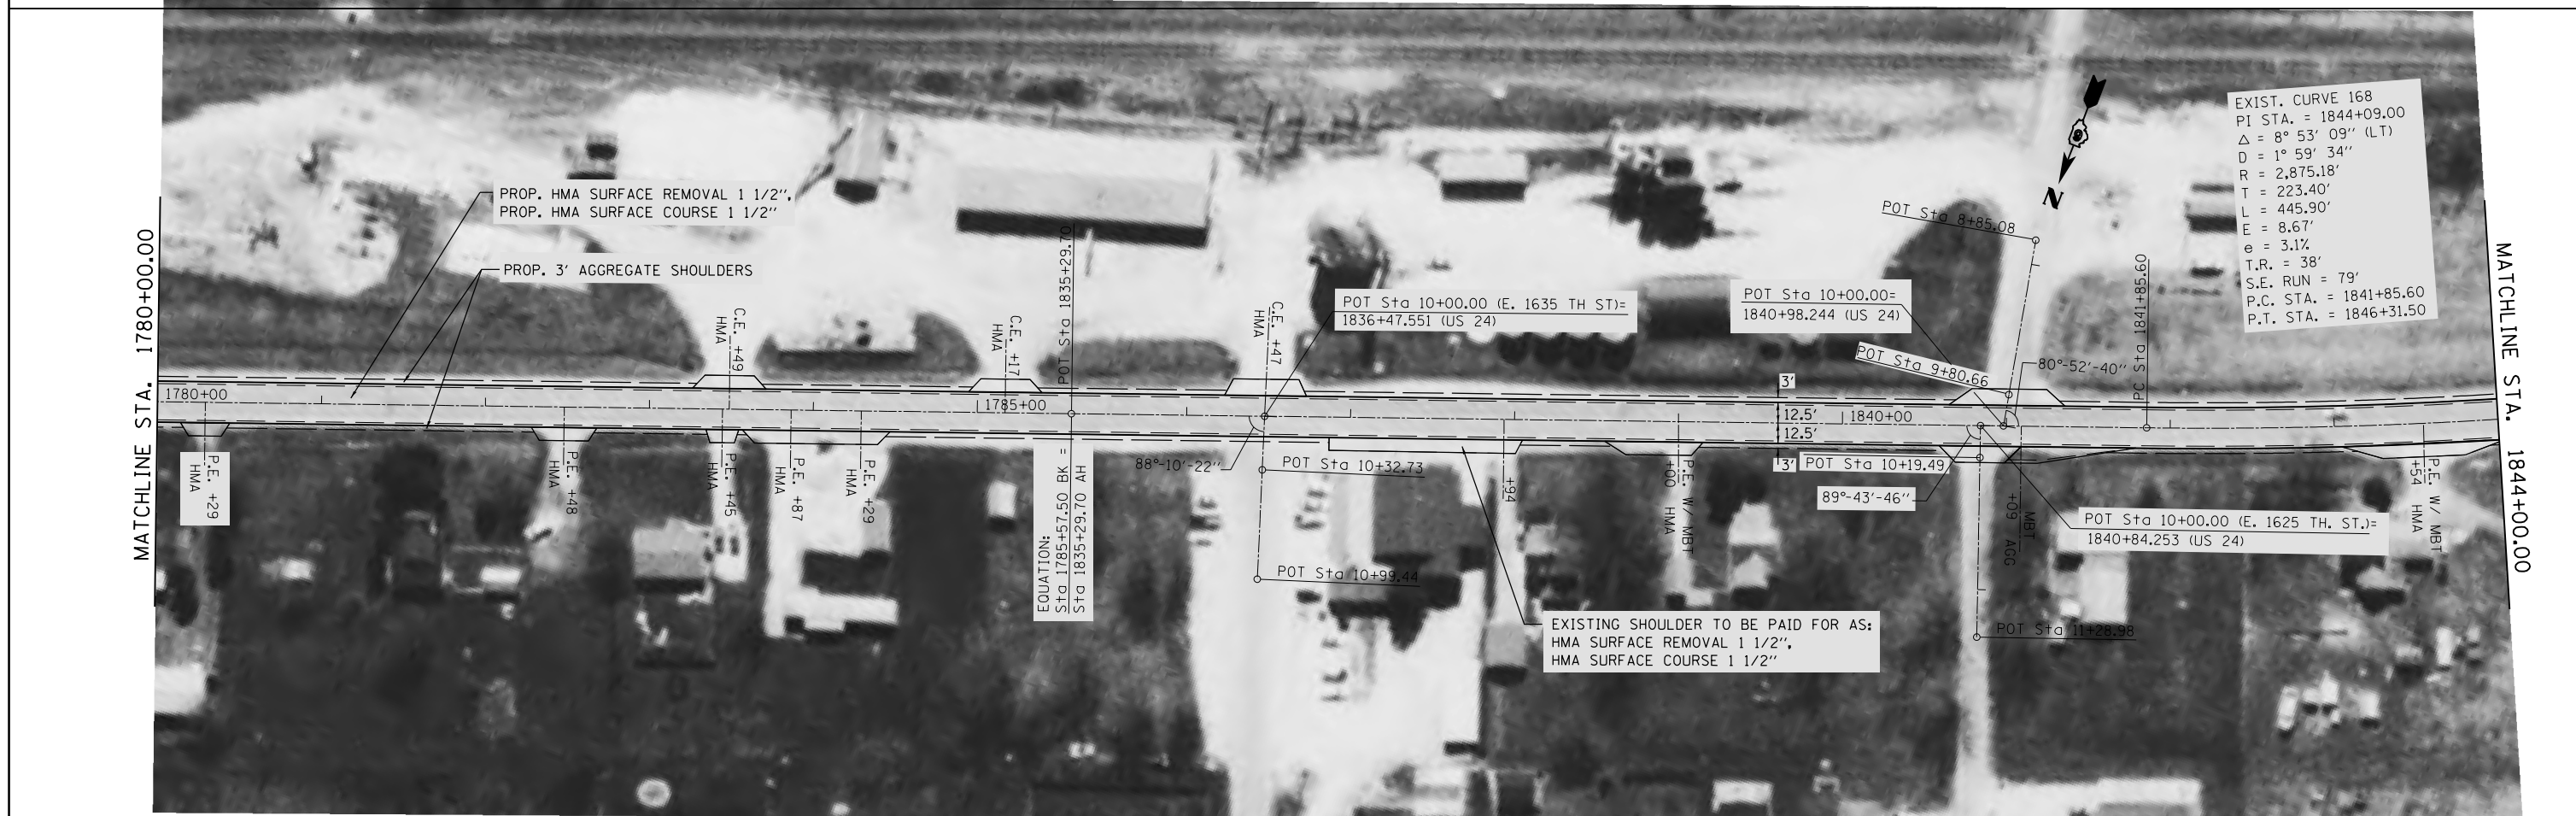 MATCHLINE STA. 1780+00.00
PROP. HMA SURFACE REMOVAL 1 1/2",
PROP. HMA SURFACE COURSE 1 1/2"
PROP. 3' AGGREGATE SHOULDERS
1780+00
C.E. +49
HMA
C.E. +17
HMA
POT Sta 1835+29.70
1785+00
C.E. +47
HMA
POT Sta 10+00.00 (E. 1635 TH ST)=
1836+47.551 (US 24)
POT Sta 10+00.00=
1840+98.244 (US 24)
POT Sta 8+85.08
POT Sta 9+80.66
80°-52'-40"
PC Sta 1841+85.60
N
EXIST. CURVE 168
PI STA. = 1844+09.00
Δ = 8° 53' 09" (LT)
D = 1° 59' 34"
R = 2,875.18'
T = 223.40'
L = 445.90'
E = 8.67'
e = 3.1%
T.R. = 38'
S.E. RUN = 79'
P.C. STA. = 1841+85.60
P.T. STA. = 1846+31.50
3'
12.5'
12.5'
3'
1840+00
P.E. +29
HMA
P.E. +48
HMA
P.E. +45
HMA
P.E. +87
P.E. +29
HMA
EQUATION:
Sta 1785+57.50 BK =
Sta 1835+29.70 AH
88°-10'-22"
POT Sta 10+32.73
POT Sta 10+99.44
+94
P.E. W/ MBT
+00 HMA
POT Sta 10+19.49
89°-43'-46"
MBT
+09 AGG
POT Sta 10+00.00 (E. 1625 TH. ST.)=
1840+84.253 (US 24)
POT Sta 11+28.98
P.E. W/ MBT
+54 HMA
EXISTING SHOULDER TO BE PAID FOR AS:
HMA SURFACE REMOVAL 1 1/2",
HMA SURFACE COURSE 1 1/2"
MATCHLINE STA. 1844+00.00